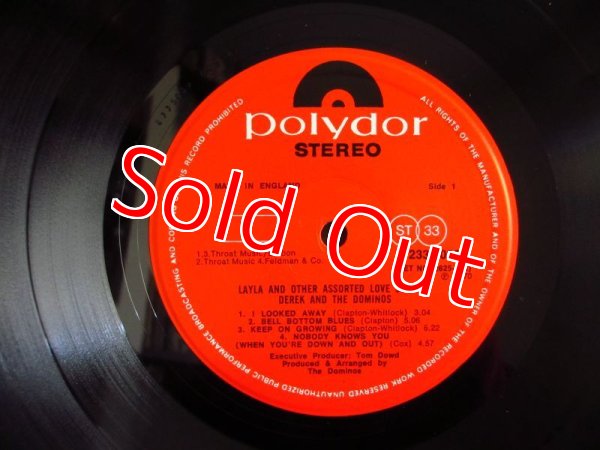 polydor
STEREO
MADE IN ENGLAND
Side 1
Sold Out
ST 33
1.3.Throat Music
2.Throat Music 4.Feldman & Co.
LAYLA AND OTHER ASSORTED LOVE
DEREK AND THE DOMINOS
1. I LOOKED AWAY (Clapton-Whitlock) 3.04
2. BELL BOTTOM BLUES (Clapton) 5.06
3. KEEP ON GROWING (Clapton-Whitlock) 6.22
4. NOBODY KNOWS YOU
(WHEN YOU'RE DOWN AND OUT) (Cox) 4.57
Executive Producer: Tom Dowd
Produced & Arranged by
The Dominos
ALL RIGHTS OF THE MANUFACTURER AND OF THE OWNER OF THE RECORDED WORK RESERVED UNAUTHORIZED PUBLIC PERFORMANCE BROADCASTING AND COPYING OF THIS RECORD PROHIBITED